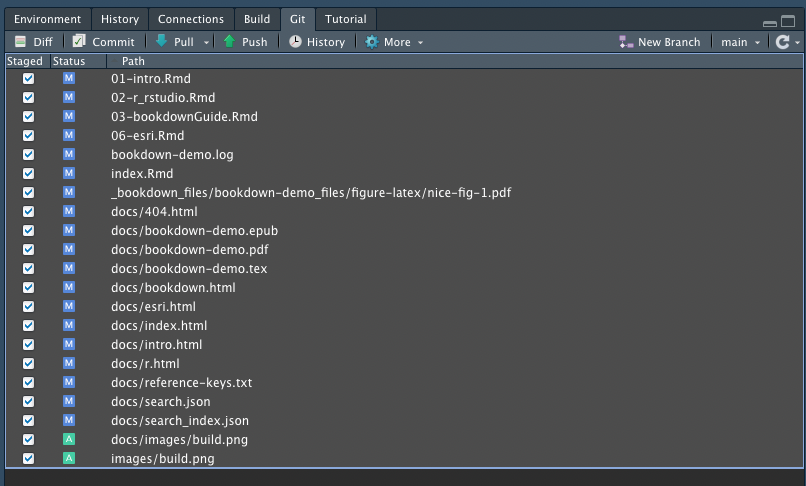 Environment History Connections Build Git Tutorial
Diff Commit Pull Push History More New Branch main
Staged Status Path
M 01-intro.Rmd
M 02-r_rstudio.Rmd
M 03-bookdownGuide.Rmd
M 06-esri.Rmd
M bookdown-demo.log
M index.Rmd
M _bookdown_files/bookdown-demo_files/figure-latex/nice-fig-1.pdf
M docs/404.html
M docs/bookdown-demo.epub
M docs/bookdown-demo.pdf
M docs/bookdown-demo.tex
M docs/bookdown.html
M docs/esri.html
M docs/index.html
M docs/intro.html
M docs/r.html
M docs/reference-keys.txt
M docs/search.json
M docs/search_index.json
A docs/images/build.png
A images/build.png